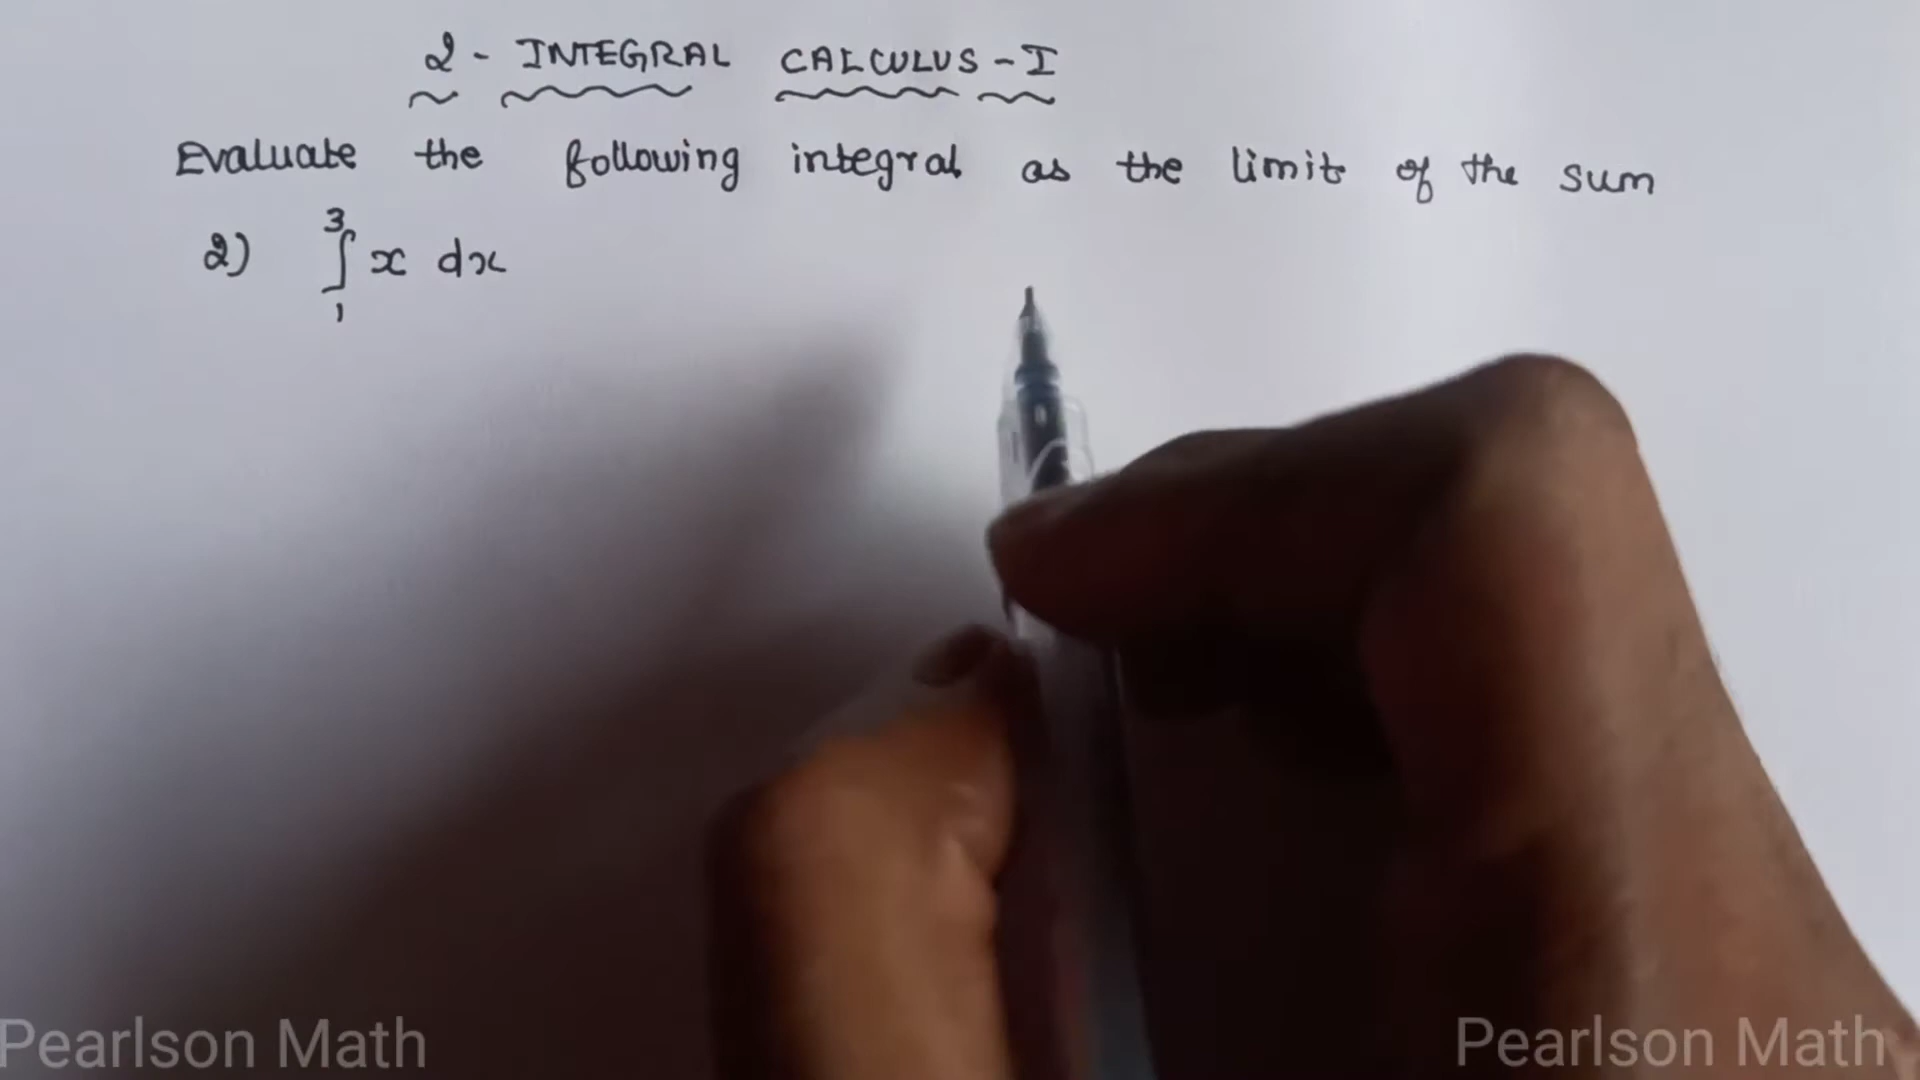 2 - INTEGRAL CALCULUS - I
Evaluate the following integral as the limit of the sum
2) ∫₁³ x dx
Pearlson Math
Pearlson Math